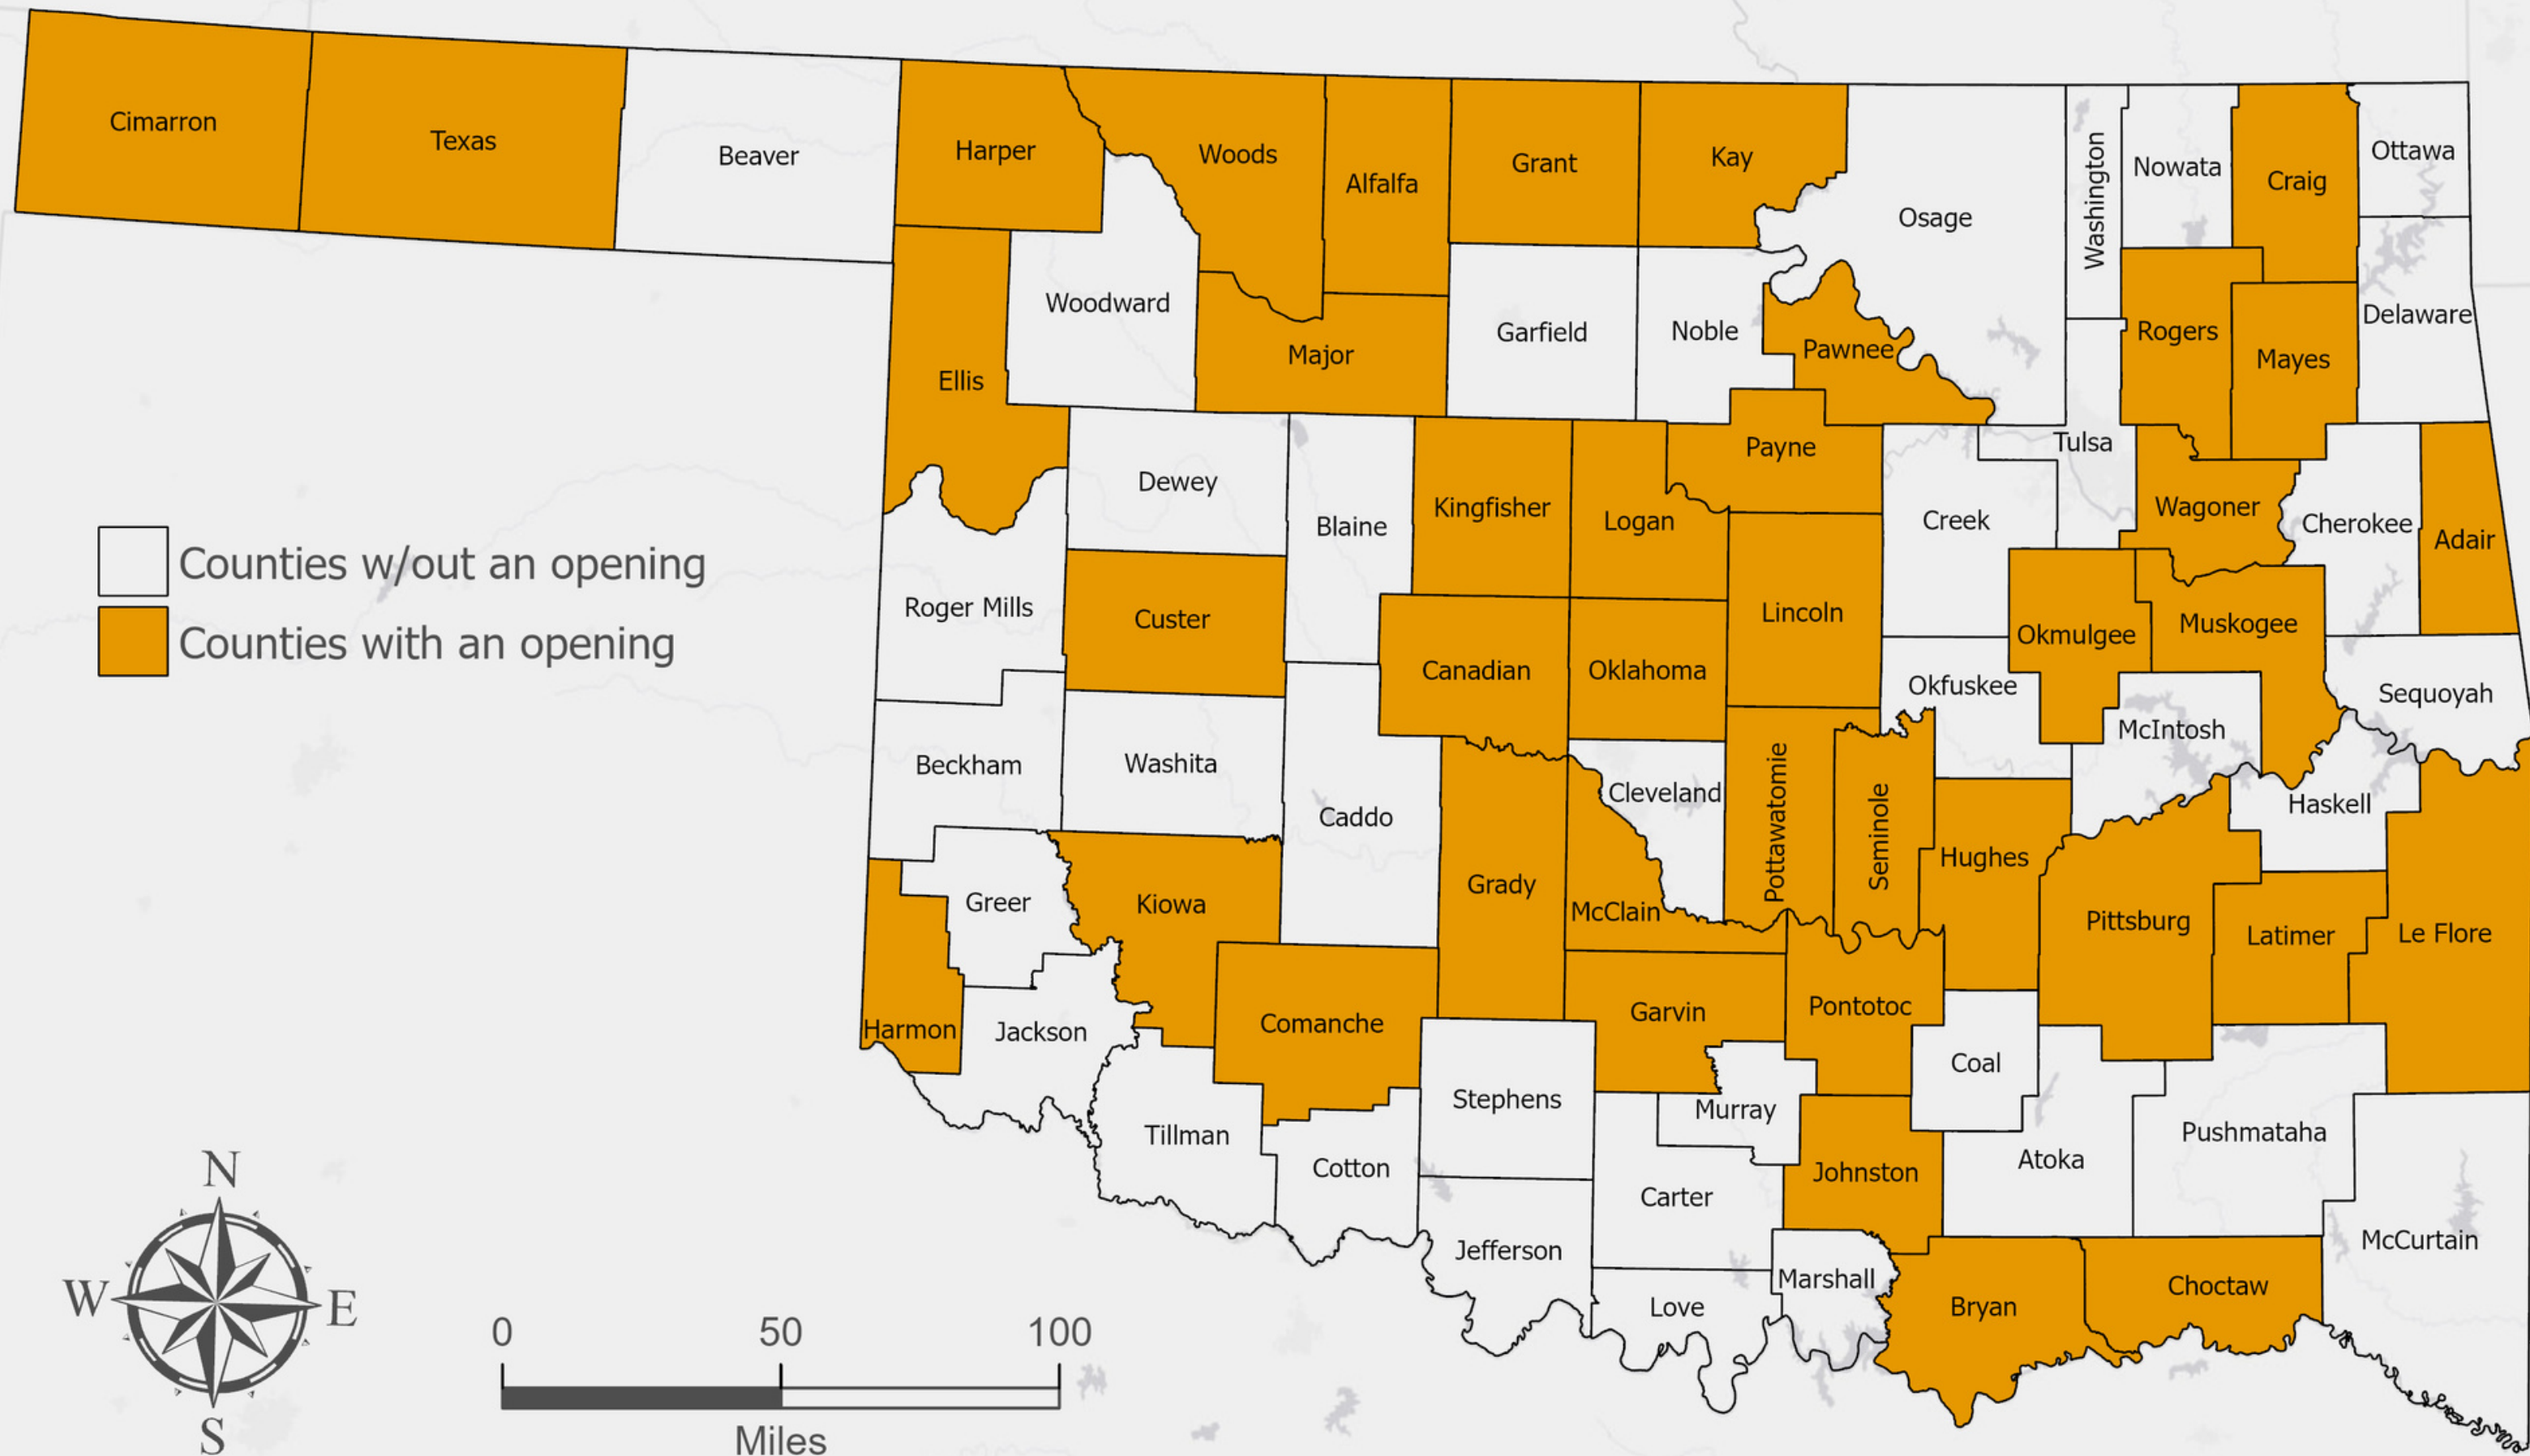 Cimarron
Texas
Beaver
Harper
Woods
Alfalfa
Grant
Kay
Osage
Washington
Nowata
Craig
Ottawa
Woodward
Ellis
Major
Garfield
Noble
Pawnee
Rogers
Mayes
Delaware
Dewey
Blaine
Kingfisher
Logan
Payne
Creek
Tulsa
Wagoner
Cherokee
Adair
Counties w/out an opening
Counties with an opening
Roger Mills
Custer
Canadian
Oklahoma
Lincoln
Okmulgee
Muskogee
Okfuskee
McIntosh
Sequoyah
Beckham
Washita
Caddo
Cleveland
Pottawatomie
Seminole
Hughes
Haskell
Greer
Kiowa
Grady
McClain
Pittsburg
Latimer
Le Flore
Harmon
Jackson
Comanche
Garvin
Pontotoc
Coal
Stephens
Murray
Tillman
Cotton
Carter
Johnston
Atoka
Pushmataha
McCurtain
Jefferson
Love
Marshall
Bryan
Choctaw
N
W
E
S
0 50 100
Miles